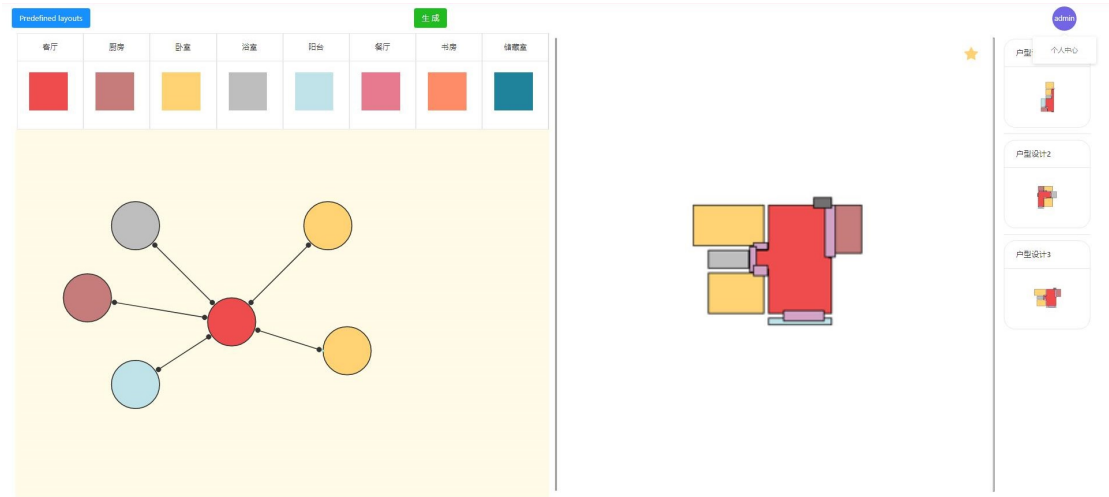 Predefined layouts
生 成
admin
个人中心
客厅
厨房
卧室
浴室
阳台
餐厅
书房
储藏室
户型
户型设计2
户型设计3